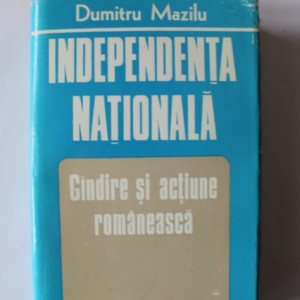 Dumitru Mazilu
INDEPENDENȚA
NAȚIONALĂ
Gîndire și acțiune
românească